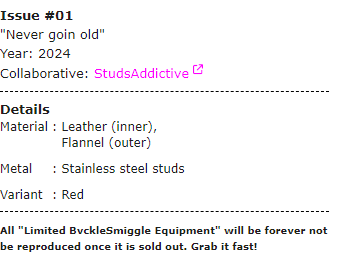 Issue #01
"Never goin old"
Year: 2024
Collaborative: StudsAddictive
Details
Material : Leather (inner),
Flannel (outer)
Metal : Stainless steel studs
Variant : Red
All "Limited BvckleSmiggle Equipment" will be forever not
be reproduced once it is sold out. Grab it fast!